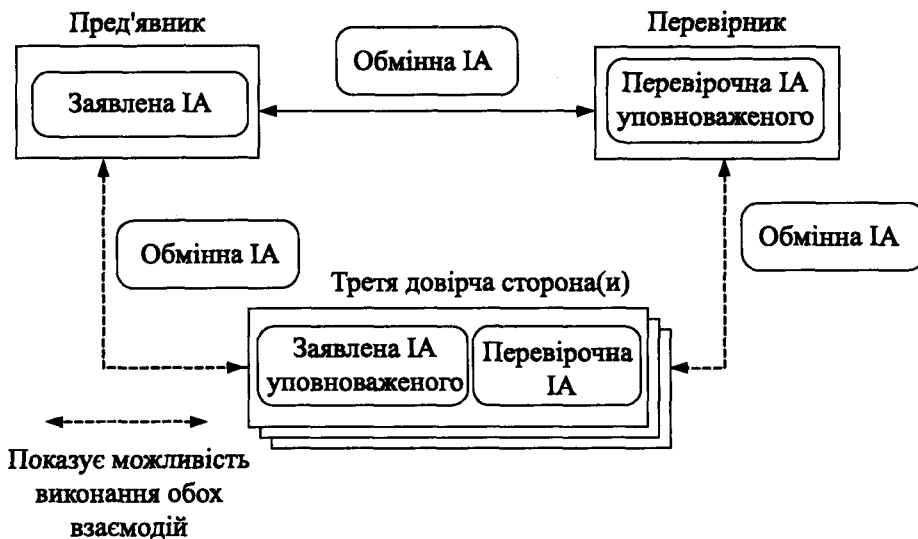 Пред'явник
Перевірник
Обмінна ІА
Заявлена ІА
Перевірочна ІА
уповноваженого
Обмінна ІА
Обмінна ІА
Третя довірча сторона(и)
Заявлена ІА
уповноваженого
Перевірочна
ІА
Показує можливість
виконання обох
взаємодій